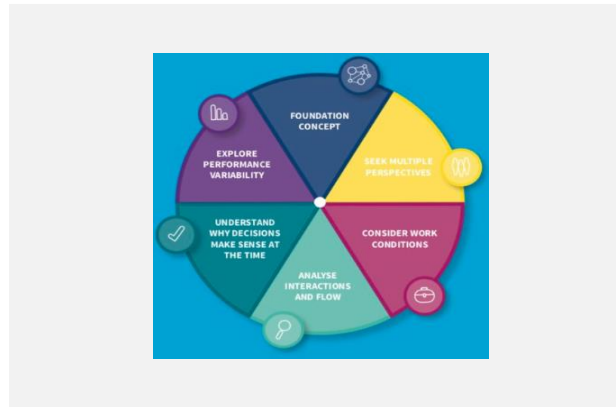 FOUNDATION
CONCEPT
SEEK MULTIPLE
PERSPECTIVES
CONSIDER WORK
CONDITIONS
ANALYSE
INTERACTIONS
AND FLOW
UNDERSTAND
WHY DECISIONS
MAKE SENSE AT
THE TIME
EXPLORE
PERFORMANCE
VARIABILITY